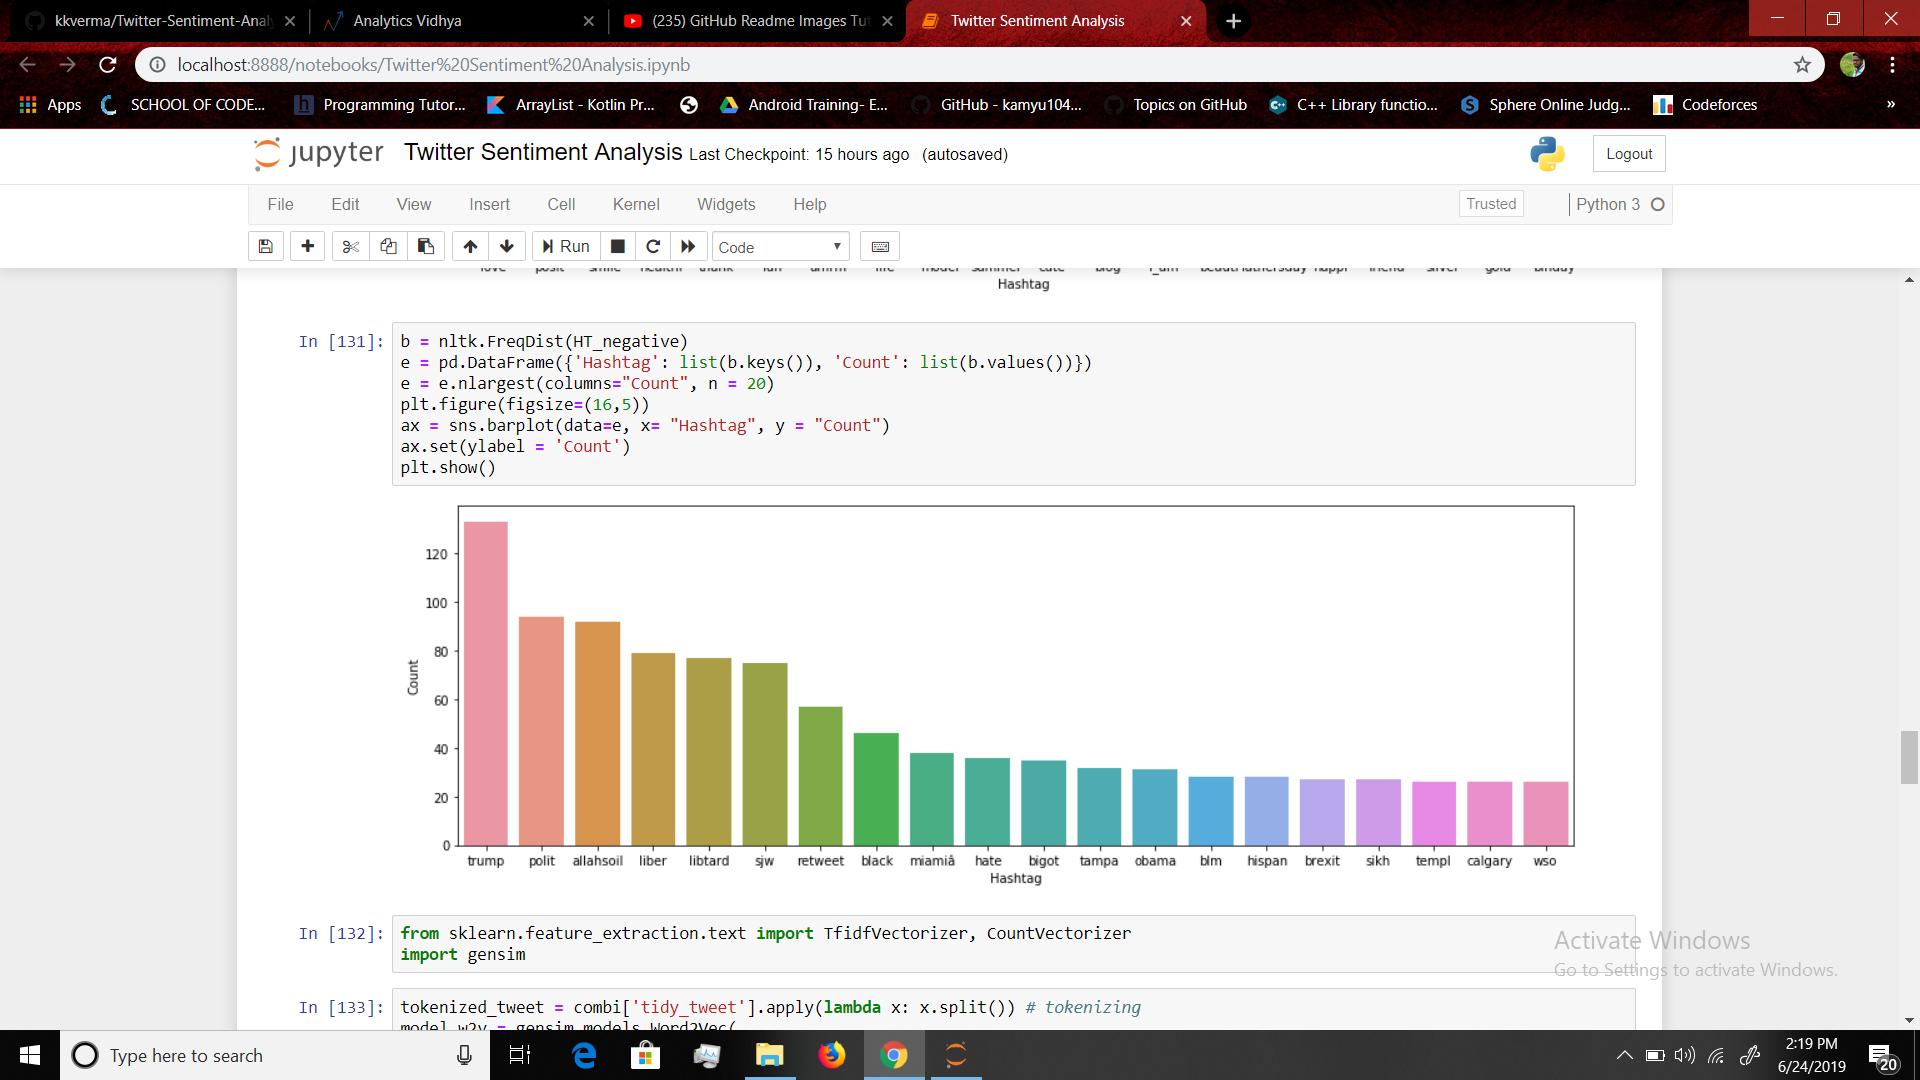 kkverma/Twitter-Sentiment-Anal
Analytics Vidhya
(235) GitHub Readme Images Tut
Twitter Sentiment Analysis
localhost:8888/notebooks/Twitter%20Sentiment%20Analysis.ipynb
Apps
SCHOOL OF CODE...
Programming Tutor...
ArrayList - Kotlin Pr...
Android Training- E...
GitHub - kamyu104...
Topics on GitHub
C++ Library functio...
Sphere Online Judg...
Codeforces
»
jupyter Twitter Sentiment Analysis Last Checkpoint: 15 hours ago (autosaved)
Logout
File Edit View Insert Cell Kernel Widgets Help
Trusted
Python 3
Run
Code
Hashtag
In [131]:
b = nltk.FreqDist(HT_negative)
e = pd.DataFrame({'Hashtag': list(b.keys()), 'Count': list(b.values())})
e = e.nlargest(columns="Count", n = 20)
plt.figure(figsize=(16,5))
ax = sns.barplot(data=e, x= "Hashtag", y = "Count")
ax.set(ylabel = 'Count')
plt.show()
120
100
80
60
40
20
0
Count
trump polit allahsoil liber libtard sjw retweet black miamiâ hate bigot tampa obama blm hispan brexit sikh templ calgary wso
Hashtag
In [132]:
from sklearn.feature_extraction.text import TfidfVectorizer, CountVectorizer
import gensim
In [133]:
tokenized_tweet = combi['tidy_tweet'].apply(lambda x: x.split()) # tokenizing
model_w2v = gensim.models.Word2Vec(
Activate Windows
Go to Settings to activate Windows.
Type here to search
2:19 PM
6/24/2019
20